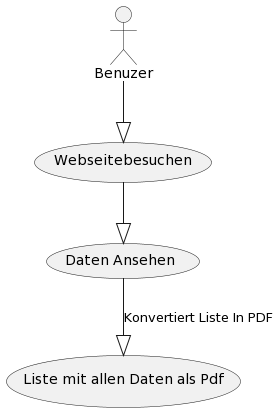 Benuzer
Webseitebesuchen
Daten Ansehen
Konvertiert Liste In PDF
Liste mit allen Daten als Pdf